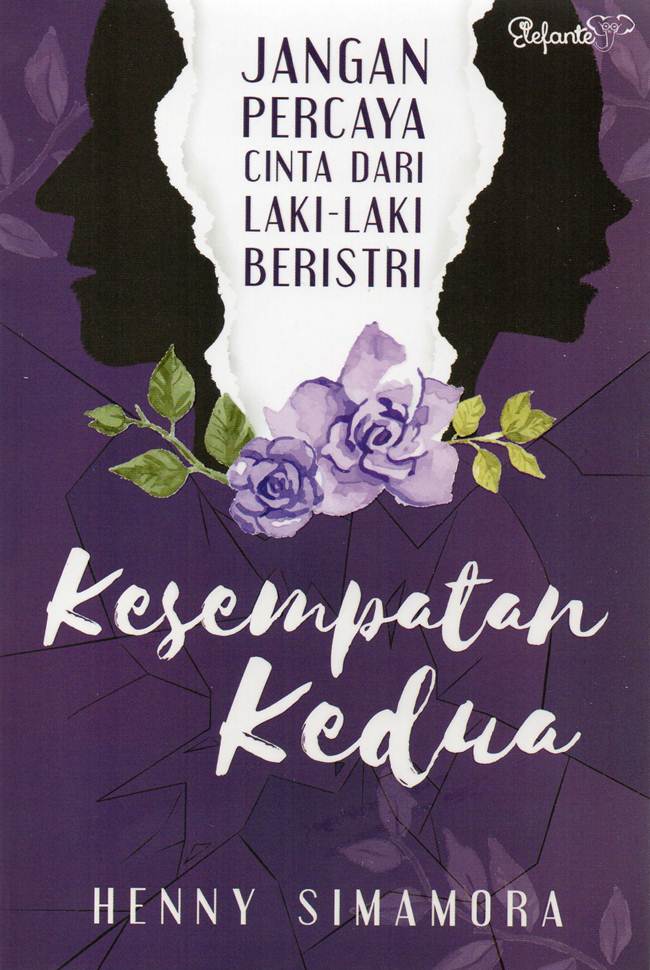 Elefante
JANGAN
PERCAYA
CINTA DARI
LAKI-LAKI
BERISTRI
Kesempatan
Kedua
HENNY SIMAMORA